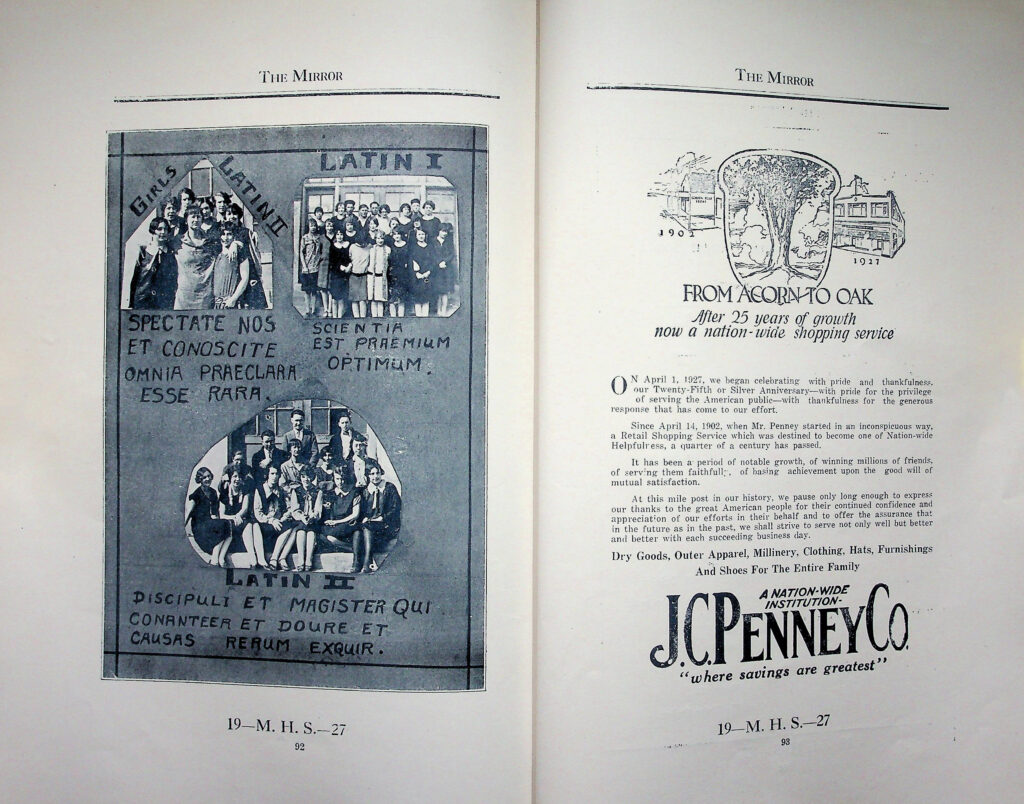 THE MIRROR
GIRLS LATIN II
LATIN I
SPECTATE NOS
ET CONOSCITE
OMNIA PRAECLARA
ESSE RARA.
SCIENTIA
EST PRAEMIUM
OPTIMUM.
LATIN II
DISCIPULI ET MAGISTER QUI
CONANTEER ET DOURE ET
CAUSAS RERUM EXQUIR.
19—M. H. S.—27
92
THE MIRROR
1902
1927
FROM ACORN TO OAK
After 25 years of growth
now a nation-wide shopping service
ON April 1, 1927, we began celebrating with pride and thankfulness,
our Twenty-Fifth or Silver Anniversary—with pride for the privilege
of serving the American public—with thankfulness for the generous
response that has come to our effort.
Since April 14, 1902, when Mr. Penney started in an inconspicuous way,
a Retail Shopping Service which was destined to become one of Nation-wide
Helpfulness, a quarter of a century has passed.
It has been a period of notable growth, of winning millions of friends,
of serving them faithfully, of basing achievement upon the good will of
mutual satisfaction.
At this mile post in our history, we pause only long enough to express
our thanks to the great American people for their continued confidence and
appreciation of our efforts in their behalf and to offer the assurance that
in the future as in the past, we shall strive to serve not only well but better
and better with each succeeding business day.
Dry Goods, Outer Apparel, Millinery, Clothing, Hats, Furnishings
And Shoes For The Entire Family
A NATION-WIDE
INSTITUTION-
J.C.PENNEY CO.
"where savings are greatest"
19—M. H. S.—27
93